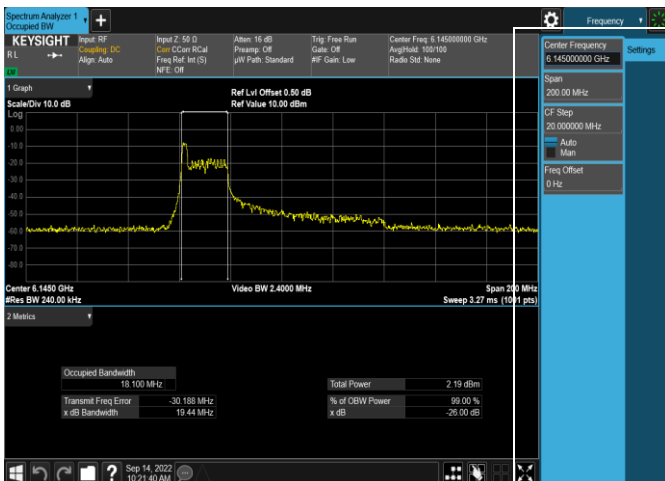 Spectrum Analyzer 1
Occupied BW
Frequency
KEYSIGHT
RL
Input: RF
Coupling: DC
Align: Auto
Input Z: 50 Ω
Corr CCorr RCal
Freq Ref: Int (S)
NFE: Off
Atten: 16 dB
Preamp: Off
µW Path: Standard
Trig: Free Run
Gate: Off
#IF Gain: Low
Center Freq: 6.145000000 GHz
Avg|Hold: 100/100
Radio Std: None
Center Frequency
6.145000000 GHz
Settings
Span
200.00 MHz
CF Step
20.000000 MHz
Auto
Man
Freq Offset
0 Hz
1 Graph
Scale/Div 10.0 dB
Ref Lvl Offset 0.50 dB
Ref Value 10.00 dBm
Log
0.00
-10.0
-20.0
-30.0
-40.0
-50.0
-60.0
-70.0
-80.0
Center 6.1450 GHz
#Res BW 240.00 kHz
Video BW 2.4000 MHz
Span 200 MHz
Sweep 3.27 ms (1001 pts)
2 Metrics
Occupied Bandwidth
18.100 MHz
Transmit Freq Error -30.188 MHz
x dB Bandwidth 19.44 MHz
Total Power 2.19 dBm
% of OBW Power 99.00 %
x dB -26.00 dB
?
Sep 14, 2022
10:21:40 AM